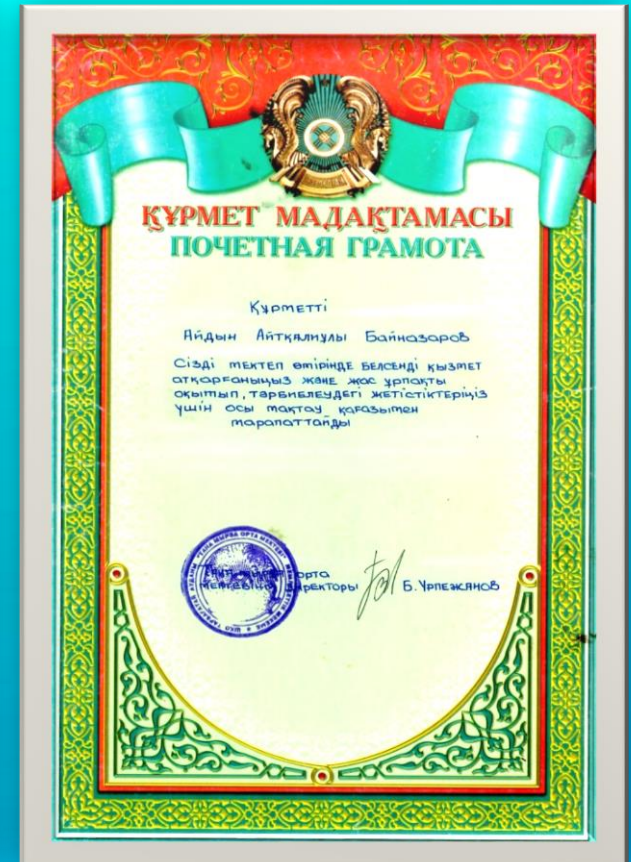 ҚҰРМЕТ МАДАҚТАМАСЫ
ПОЧЕТНАЯ ГРАМОТА
Құрметті
Айдын Айтқалиұлы Байназаров
Сізді мектеп өмірінде белсенді қызмет
атқарғаныңыз және жас ұрпақты
оқытып, тәрбиелеудегі жетістіктеріңіз
үшін осы мақтау қағазымен
марапаттайды
орта
мектебінің директоры Б. Үрпежанов